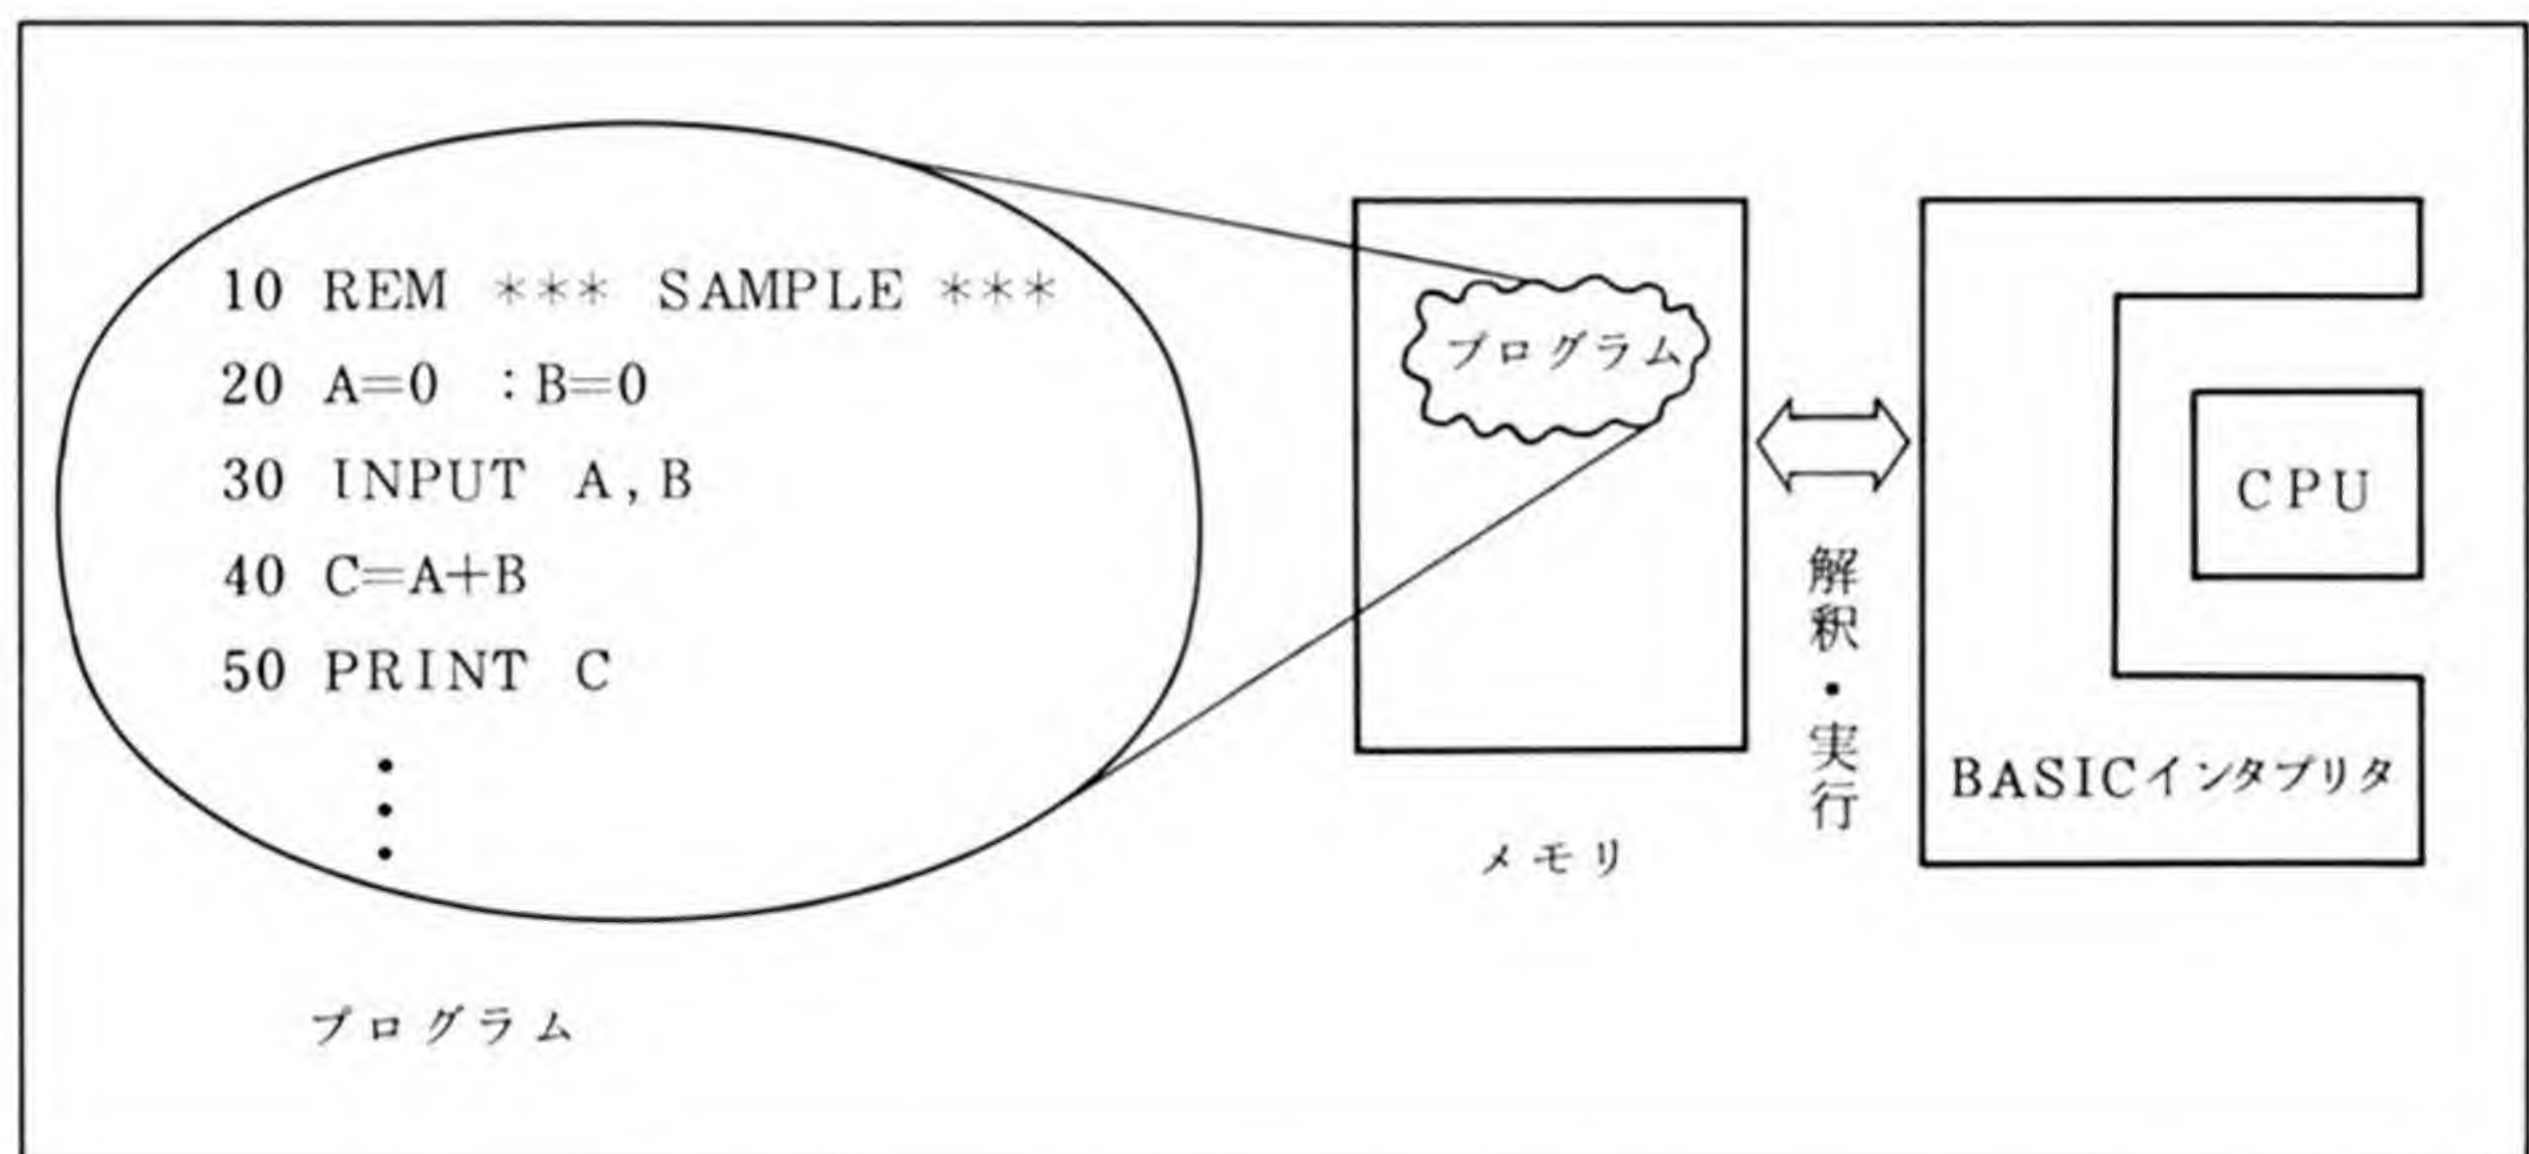 10 REM *** SAMPLE ***
20 A=0 :B=0
30 INPUT A,B
40 C=A+B
50 PRINT C
プログラム
プログラム
メモリ
解釈・実行
CPU
BASICインタプリタ